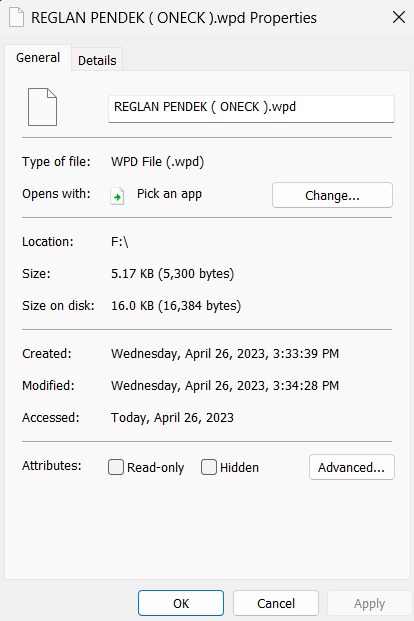 REGLAN PENDEK ( ONECK ).wpd Properties
General
Details
REGLAN PENDEK ( ONECK ).wpd
Type of file: WPD File (.wpd)
Opens with: Pick an app Change...
Location: F:\
Size: 5.17 KB (5,300 bytes)
Size on disk: 16.0 KB (16,384 bytes)
Created: Wednesday, April 26, 2023, 3:33:39 PM
Modified: Wednesday, April 26, 2023, 3:34:28 PM
Accessed: Today, April 26, 2023
Attributes: Read-only Hidden Advanced...
OK Cancel Apply